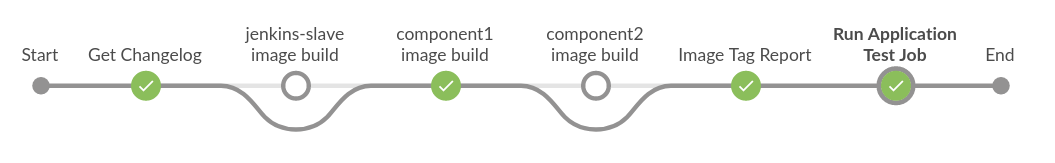 Start
Get Changelog
jenkins-slave
image build
component1
image build
component2
image build
Image Tag Report
Run Application
Test Job
End